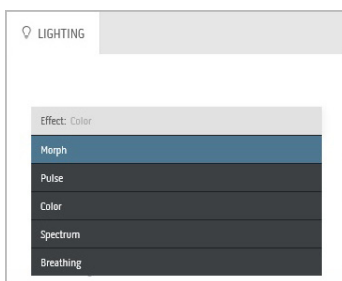 LIGHTING
Effect: Color
Morph
Pulse
Color
Spectrum
Breathing